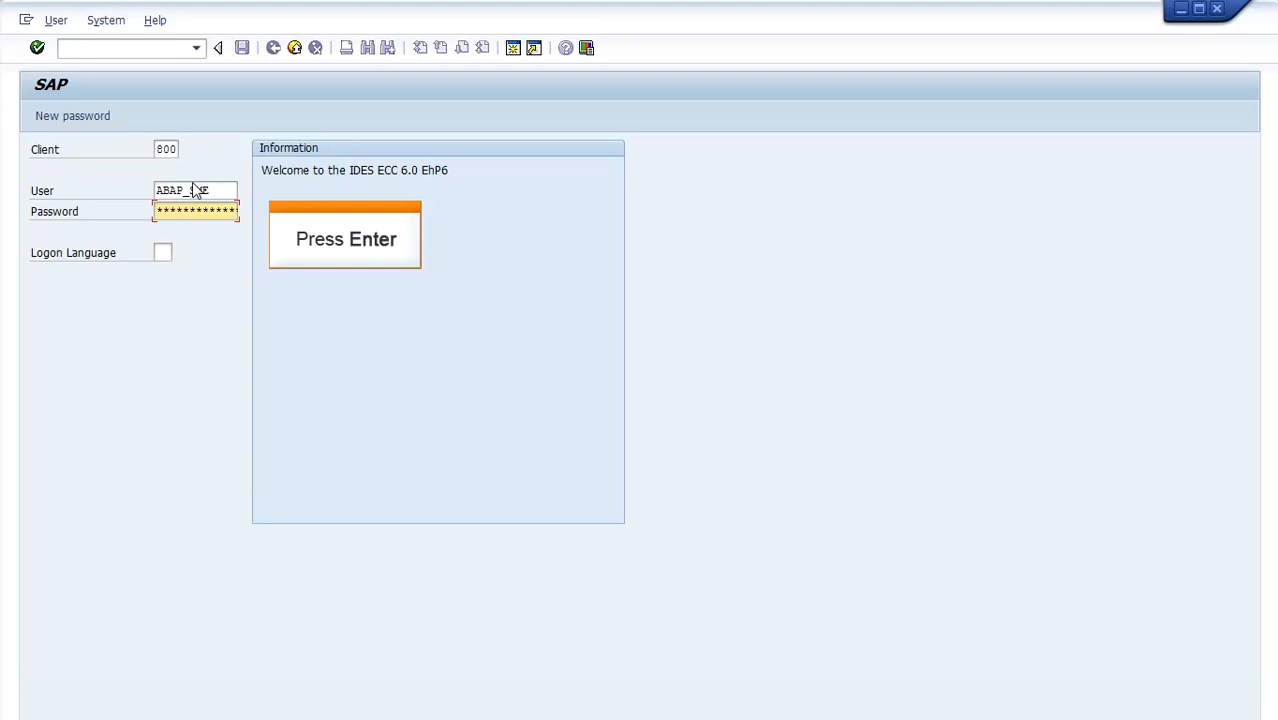 User System Help
SAP
New password
Client 800
Information
Welcome to the IDES ECC 6.0 EhP6
User
Password ************
Press Enter
Logon Language